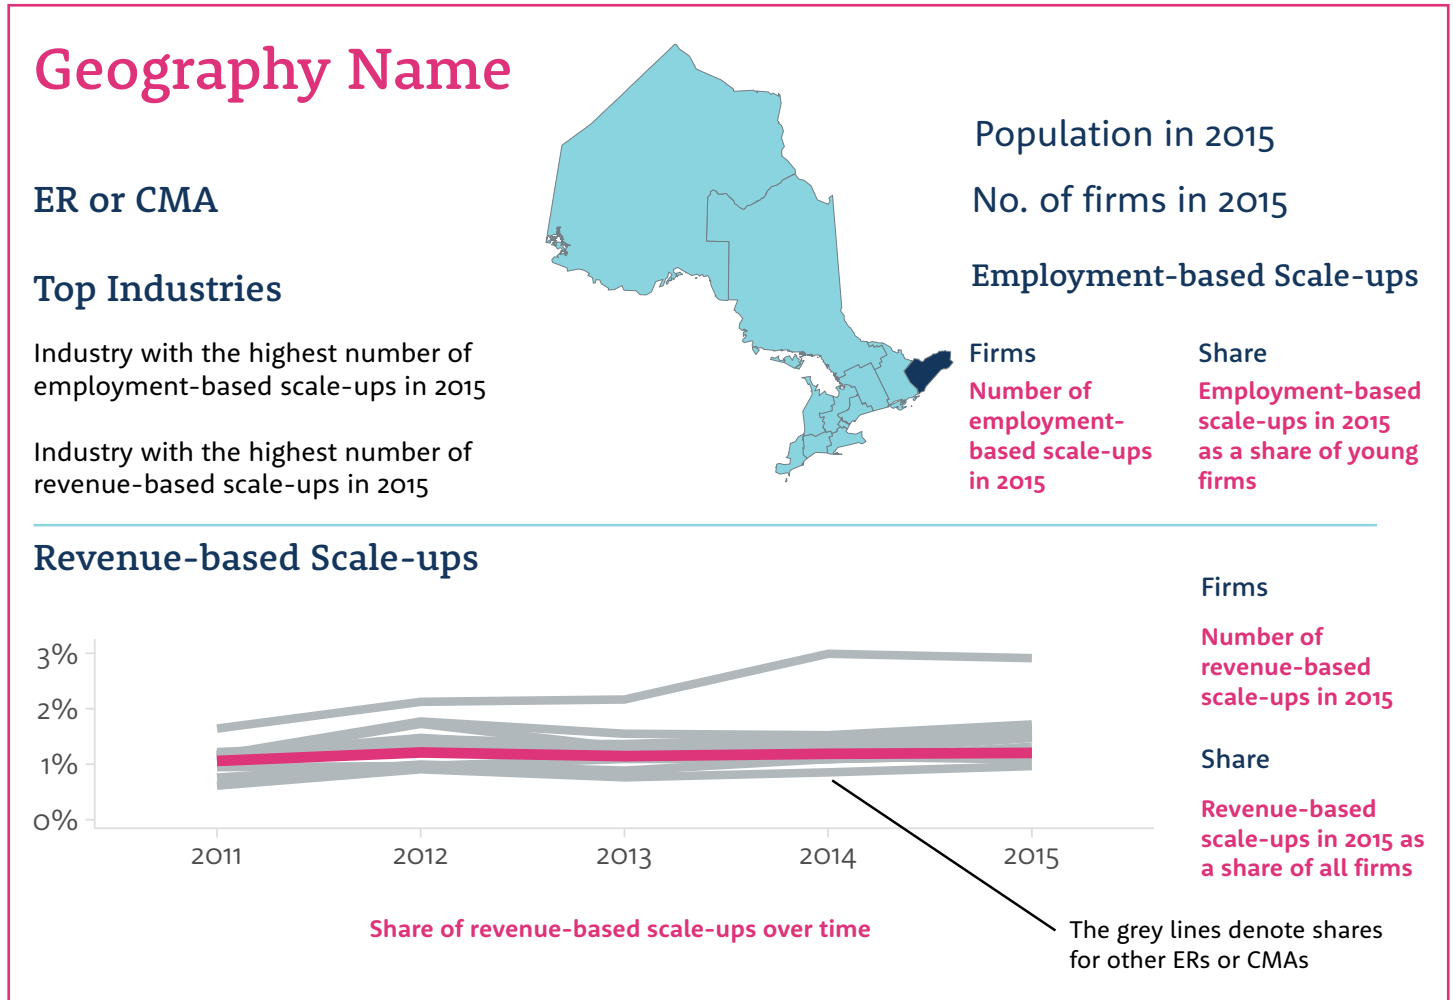 Geography Name
ER or CMA
Top Industries
Industry with the highest number of
employment-based scale-ups in 2015
Industry with the highest number of
revenue-based scale-ups in 2015
Population in 2015
No. of firms in 2015
Employment-based Scale-ups
Firms
Number of
employment-
based scale-ups
in 2015
Share
Employment-based
scale-ups in 2015
as a share of young
firms
Revenue-based Scale-ups
3%
2%
1%
0%
2011
2012
2013
2014
2015
Share of revenue-based scale-ups over time
Firms
Number of
revenue-based
scale-ups in 2015
Share
Revenue-based
scale-ups in 2015 as
a share of all firms
The grey lines denote shares
for other ERs or CMAs